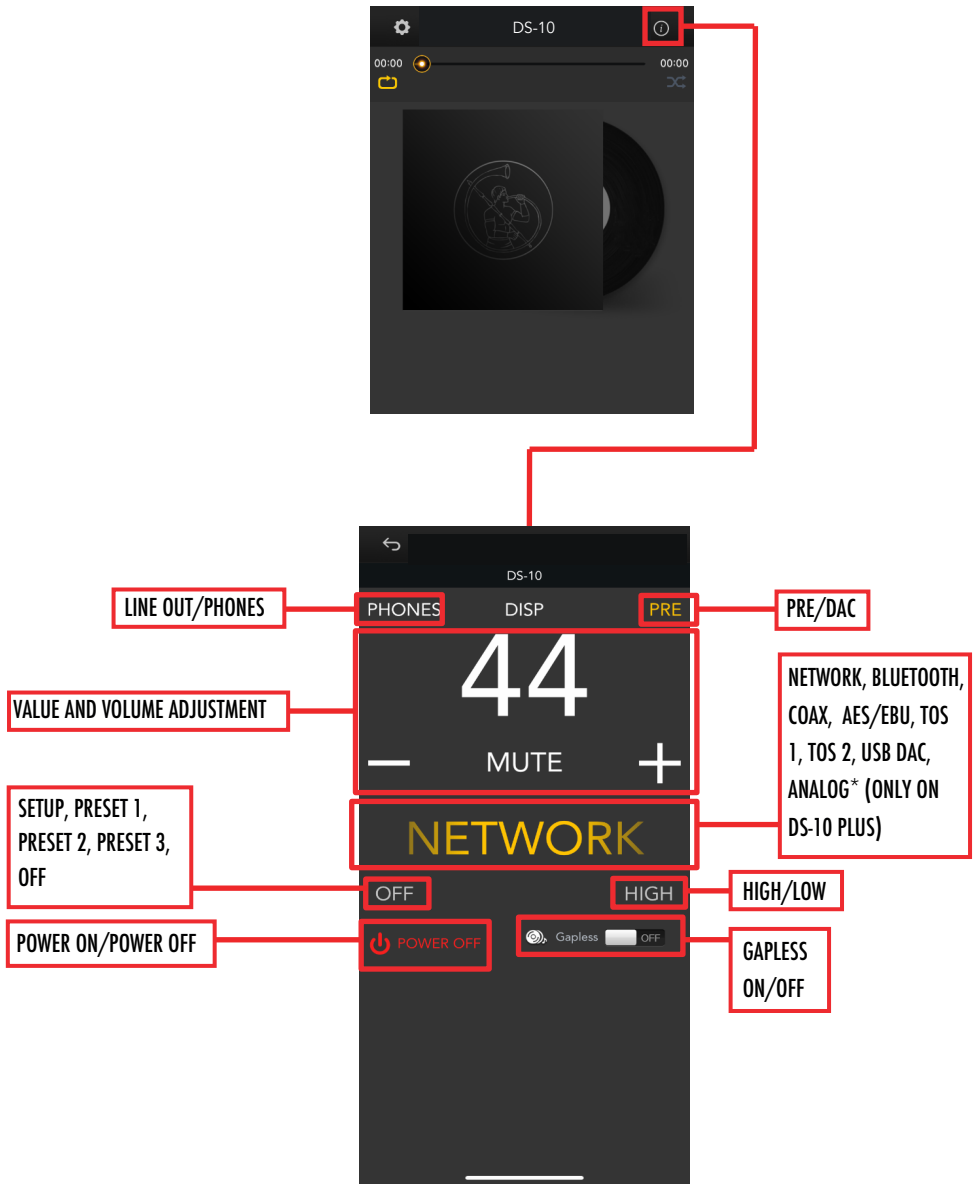 DS-10
00:00
00:00
DS-10
LINE OUT/PHONES
PHONES
DISP
PRE
PRE/DAC
44
VALUE AND VOLUME ADJUSTMENT
MUTE
NETWORK, BLUETOOTH,
COAX, AES/EBU, TOS
1, TOS 2, USB DAC,
ANALOG* (ONLY ON
DS-10 PLUS)
NETWORK
SETUP, PRESET 1,
PRESET 2, PRESET 3,
OFF
OFF
HIGH
HIGH/LOW
POWER ON/POWER OFF
POWER OFF
Gapless
OFF
GAPLESS
ON/OFF